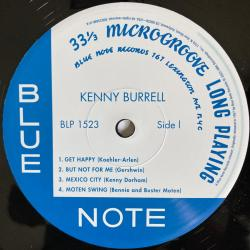 33⅓ MICROGROOVE LONG PLAYING
BLUE NOTE RECORDS 767 LEXINGTON AVE NYC
KENNY BURRELL
BLP 1523 Side I
1. GET HAPPY (Koehler-Arlen)
2. BUT NOT FOR ME (Gershwin)
3. MEXICO CITY (Kenny Dorham)
4. MOTEN SWING (Bennie and Buster Moten)
BLUE
NOTE